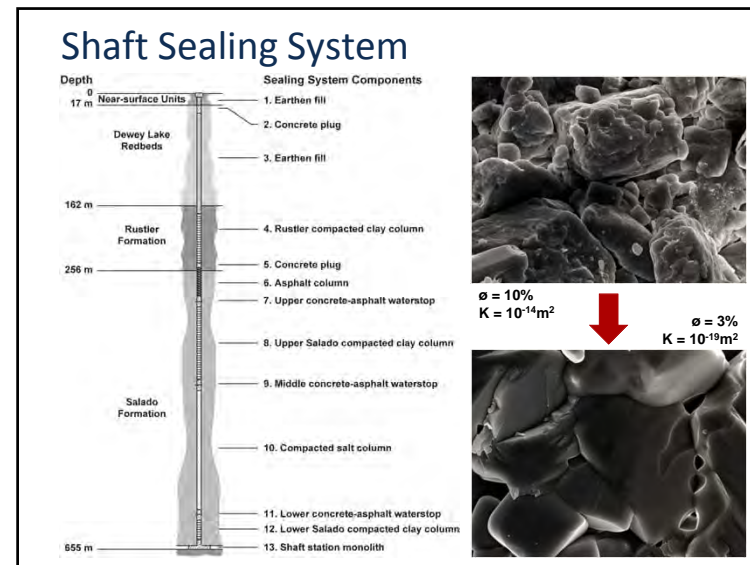 Shaft Sealing System
Depth
Sealing System Components
0
Near-surface Units
17 m
1. Earthen fill
2. Concrete plug
Dewey Lake
Redbeds
3. Earthen fill
162 m
Rustler
Formation
4. Rustler compacted clay column
5. Concrete plug
256 m
6. Asphalt column
7. Upper concrete-asphalt waterstop
8. Upper Salado compacted clay column
9. Middle concrete-asphalt waterstop
Salado
Formation
10. Compacted salt column
11. Lower concrete-asphalt waterstop
12. Lower Salado compacted clay column
655 m
13. Shaft station monolith
ø = 10%
K = 10⁻¹⁴m²
ø = 3%
K = 10⁻¹⁹m²